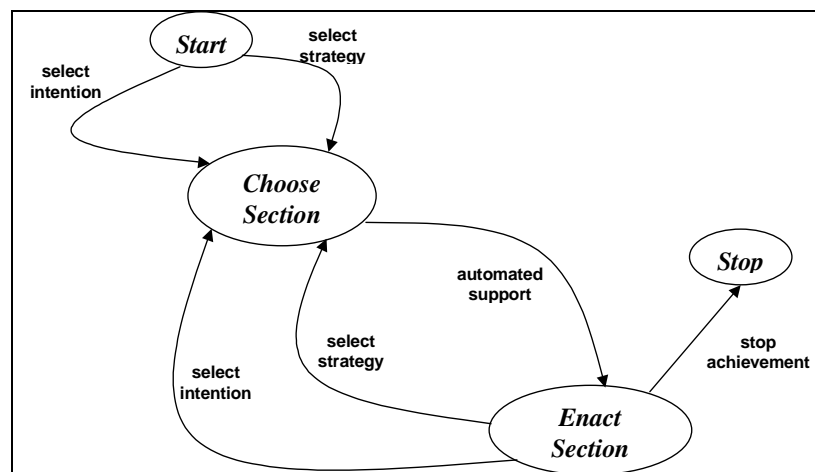 Start
select
strategy
select
intention
Choose
Section
Stop
automated
support
select
strategy
stop
achievement
select
intention
Enact
Section